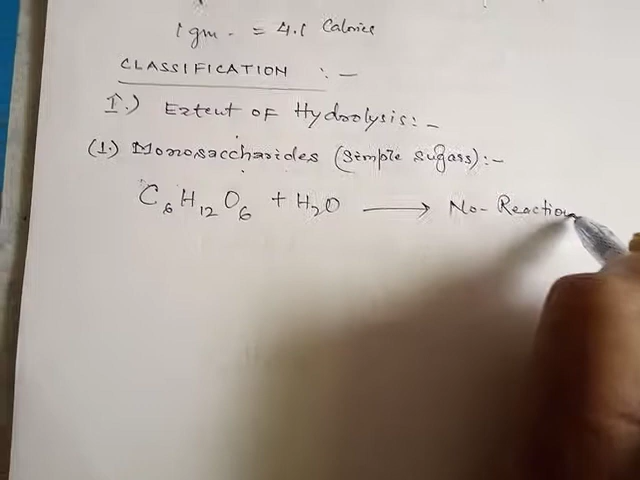 1 gm. = 4.1 Calories
CLASSIFICATION :-
I.) Extent of Hydrolysis:-
(1.) Monosaccharides (Simple sugars):-
C6H12O6 + H2O → No-Reaction